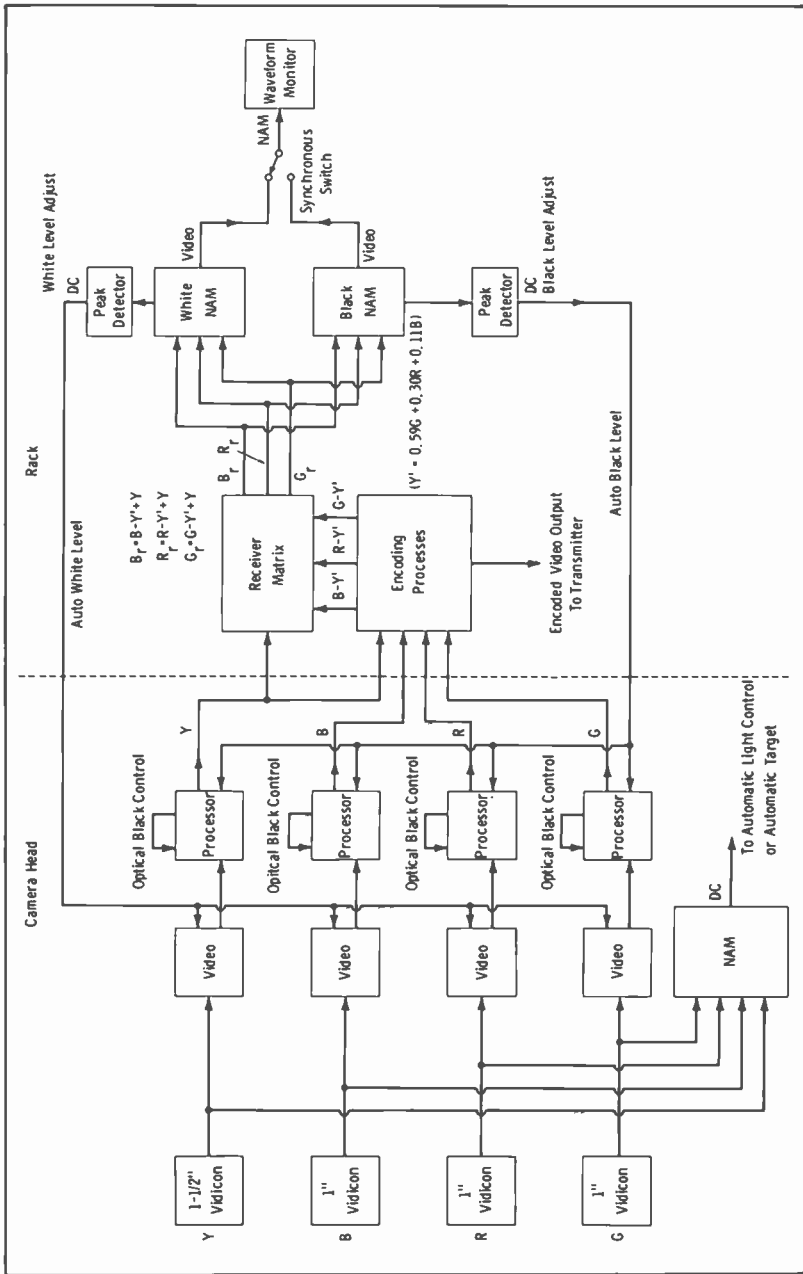 Camera Head
Rack
Auto White Level
White Level Adjust
DC
Peak
Detector
White
NAM
Video
NAM
Waveform
Monitor
Synchronous
Switch
Video
Black
NAM
Peak
Detector
DC
Black Level Adjust
Auto Black Level
B_r = B-Y'+Y
R_r = R-Y'+Y
G_r = G-Y'+Y
B_r
R_r
G_r
Receiver
Matrix
B-Y'
R-Y'
G-Y'
Encoding
Processes
(Y' = 0.59G + 0.30R + 0.11B)
Encoded Video Output
To Transmitter
Y
1-1/2"
Vidicon
Video
Optical Black Control
Processor
Y
B
1"
Vidicon
Video
Opitcal Black Control
Processor
B
R
1"
Vidicon
Video
Optical Black Control
Processor
R
G
1"
Vidicon
Video
Optical Black Control
Processor
G
NAM
DC
To Automatic Light Control
or Automatic Target